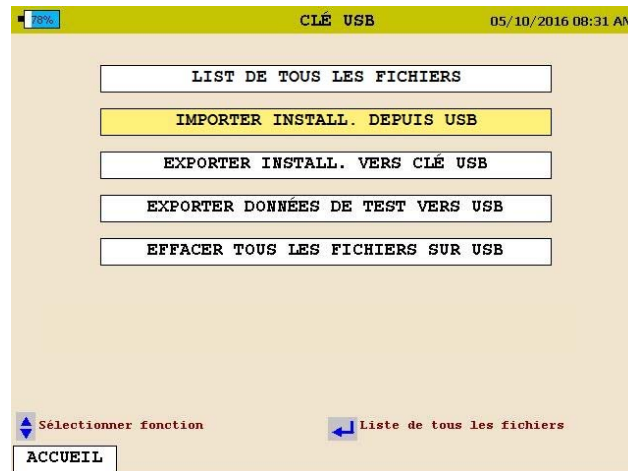 78% CLÉ USB 05/10/2016 08:31 AM
LIST DE TOUS LES FICHIERS
IMPORTER INSTALL. DEPUIS USB
EXPORTER INSTALL. VERS CLÉ USB
EXPORTER DONNÉES DE TEST VERS USB
EFFACER TOUS LES FICHIERS SUR USB
Sélectionner fonction Liste de tous les fichiers
ACCUEIL